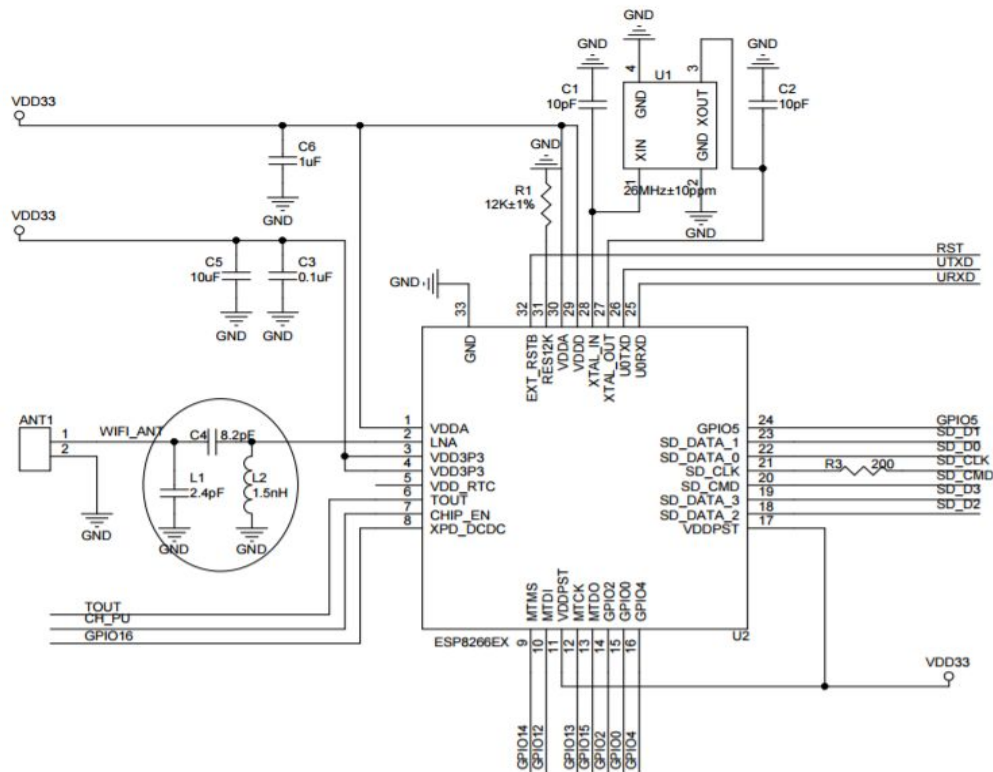 GND
GND
GND
4
3
U1
C1
10pF
GND
XOUT
C2
10pF
VDD33
XIN
GND
C6
1uF
GND
1
2
26MHz±10ppm
R1
12K±1%
GND
GND
VDD33
RST
UTXD
URXD
C5
10uF
C3
0.1uF
GND
GND
GND
33
32
31
30
29
28
27
26
25
GND
EXT_RSTB
RES12K
VDDA
VDDD
XTAL_IN
XTAL_OUT
U0TXD
U0RXD
ANT1
1
2
WIFI_ANT
C4
8.2pF
L1
2.4pF
L2
1.5nH
GND
GND
GND
1 VDDA
2 LNA
3 VDD3P3
4 VDD3P3
5 VDD_RTC
6 TOUT
7 CHIP_EN
8 XPD_DCDC
GPIO5 24 GPIO5
SD_DATA_1 23 SD_D1
SD_DATA_0 22 SD_D0
SD_CLK 21 R3 200 SD_CLK
SD_CMD 20 SD_CMD
SD_DATA_3 19 SD_D3
SD_DATA_2 18 SD_D2
VDDPST 17
TOUT
CH_PU
GPIO16
MTMS
MTDI
VDDPST
MTCK
MTDO
GPIO2
GPIO0
GPIO4
ESP8266EX
U2
9
10
11
12
13
14
15
16
VDD33
GPIO14
GPIO12
GPIO13
GPIO15
GPIO2
GPIO0
GPIO4